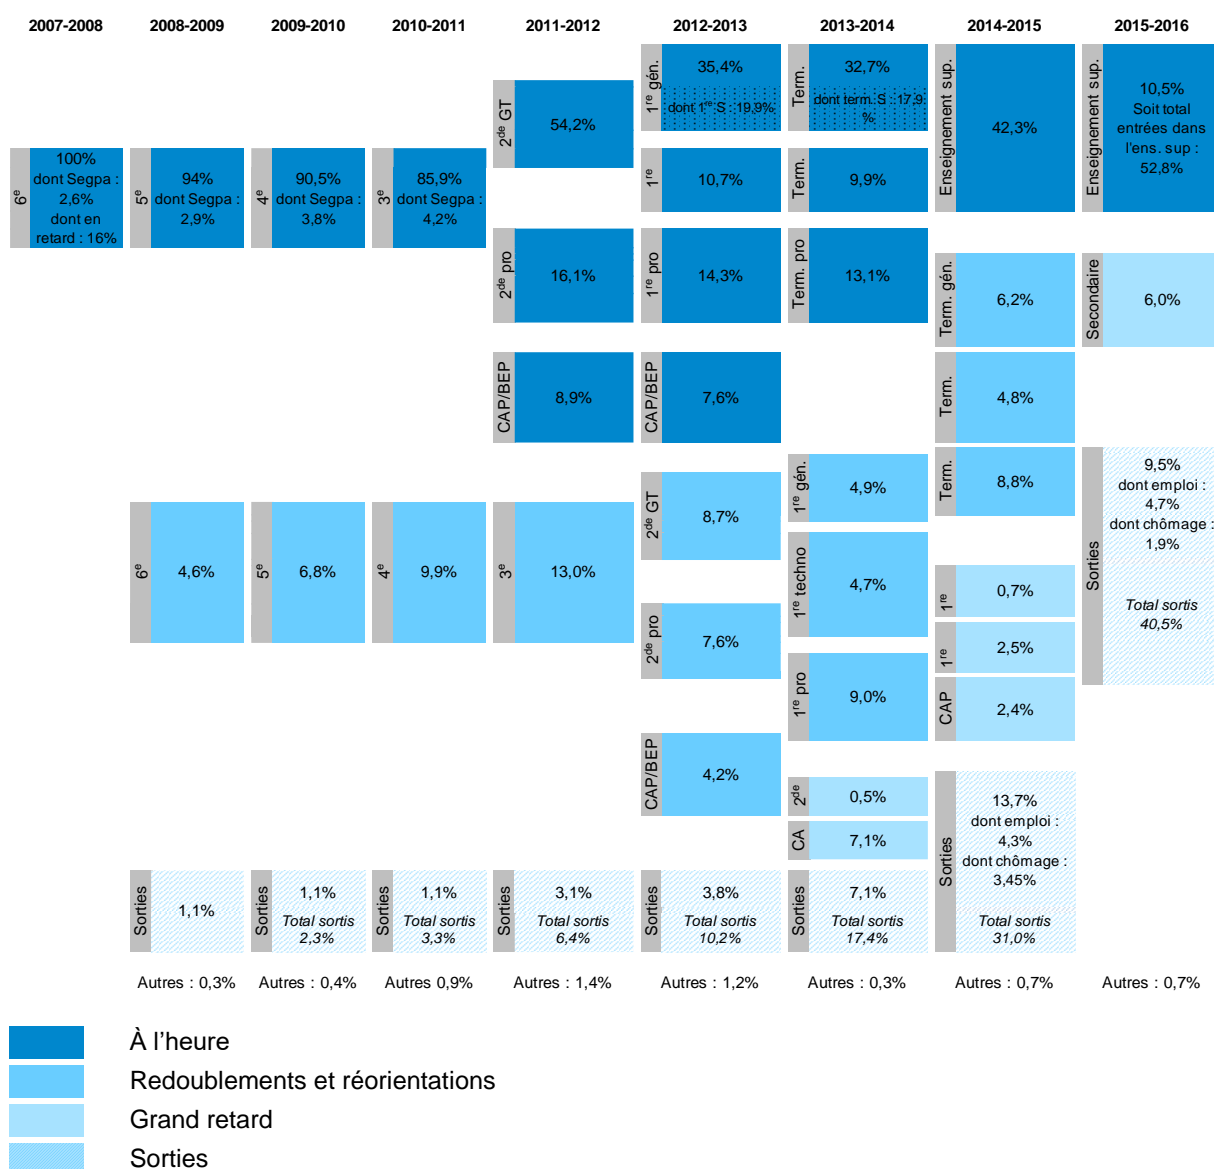 2007-2008
2008-2009
2009-2010
2010-2011
2011-2012
2012-2013
2013-2014
2014-2015
2015-2016
6e
100%
dont Segpa :
2,6%
dont en
retard : 16%
5e
94%
dont Segpa :
2,9%
4e
90,5%
dont Segpa :
3,8%
3e
85,9%
dont Segpa :
4,2%
2de GT
54,2%
2de pro
16,1%
CAP/BEP
8,9%
1re gén.
35,4%
dont 1re S : 19,9%
1re
10,7%
1re pro
14,3%
CAP/BEP
7,6%
Term.
32,7%
dont term. S : 17,9
%
Term.
9,9%
Term. pro
13,1%
Enseignement sup.
42,3%
Enseignement sup.
10,5%
Soit total
entrées dans
l'ens. sup :
52,8%
Term. gén.
6,2%
Term.
4,8%
Term.
8,8%
Secondaire
6,0%
6e
4,6%
5e
6,8%
4e
9,9%
3e
13,0%
2de GT
8,7%
2de pro
7,6%
CAP/BEP
4,2%
1re gén.
4,9%
1re techno
4,7%
1re pro
9,0%
2de
0,5%
CA
7,1%
1re
0,7%
1re
2,5%
CAP
2,4%
Sorties
9,5%
dont emploi :
4,7%
dont chômage :
1,9%
Total sortis
40,5%
Sorties
1,1%
Sorties
1,1%
Total sortis
2,3%
Sorties
1,1%
Total sortis
3,3%
Sorties
3,1%
Total sortis
6,4%
Sorties
3,8%
Total sortis
10,2%
Sorties
7,1%
Total sortis
17,4%
Sorties
13,7%
dont emploi :
4,3%
dont chômage :
3,45%
Total sortis
31,0%
Autres : 0,3%
Autres : 0,4%
Autres 0,9%
Autres : 1,4%
Autres : 1,2%
Autres : 0,3%
Autres : 0,7%
Autres : 0,7%
À l’heure
Redoublements et réorientations
Grand retard
Sorties